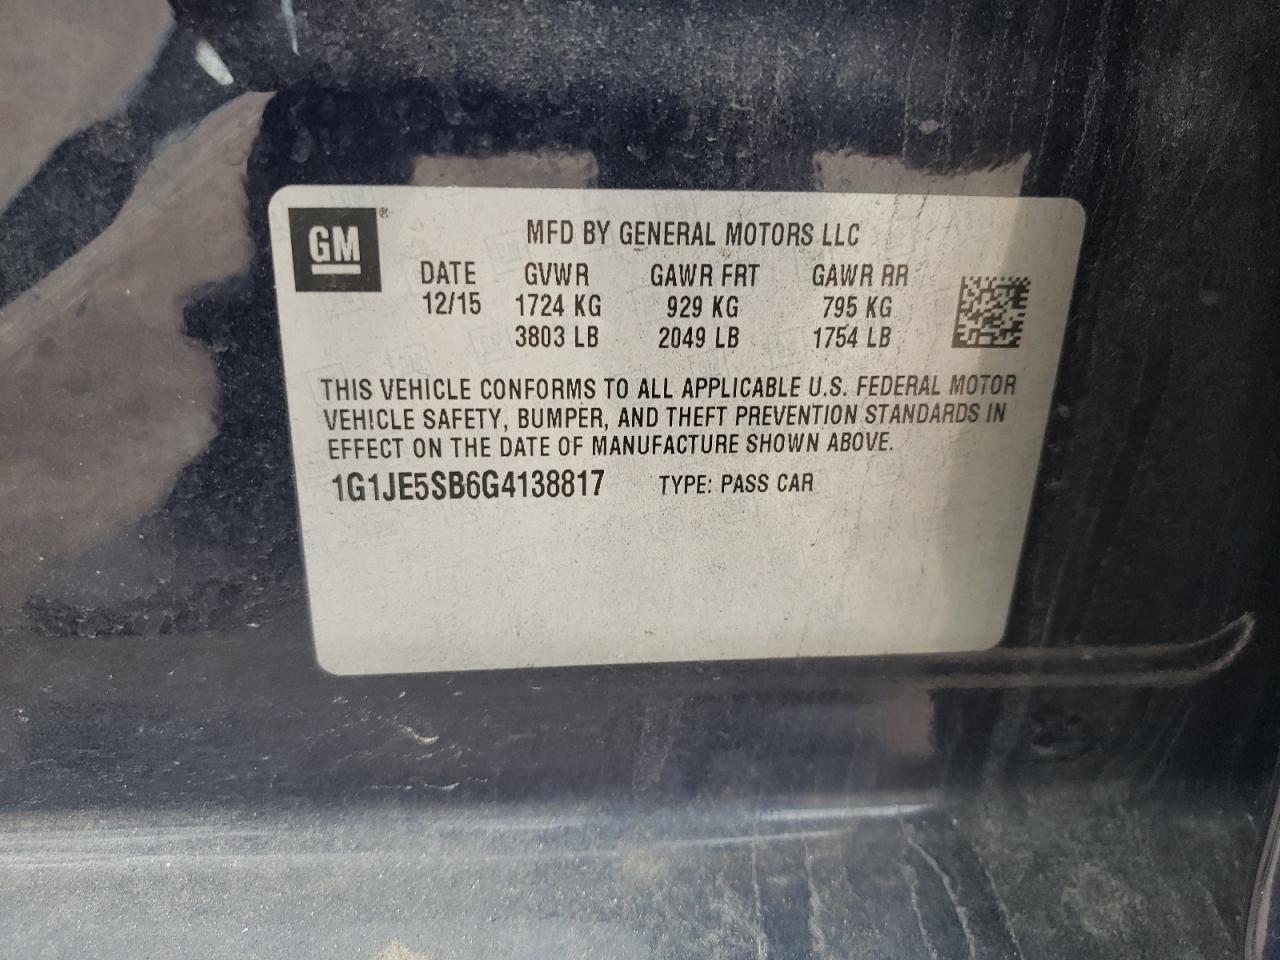 GM®
MFD BY GENERAL MOTORS LLC
DATE GVWR GAWR FRT GAWR RR
12/15 1724 KG 929 KG 795 KG
3803 LB 2049 LB 1754 LB
THIS VEHICLE CONFORMS TO ALL APPLICABLE U.S. FEDERAL MOTOR
VEHICLE SAFETY, BUMPER, AND THEFT PREVENTION STANDARDS IN
EFFECT ON THE DATE OF MANUFACTURE SHOWN ABOVE.
1G1JE5SB6G4138817 TYPE: PASS CAR